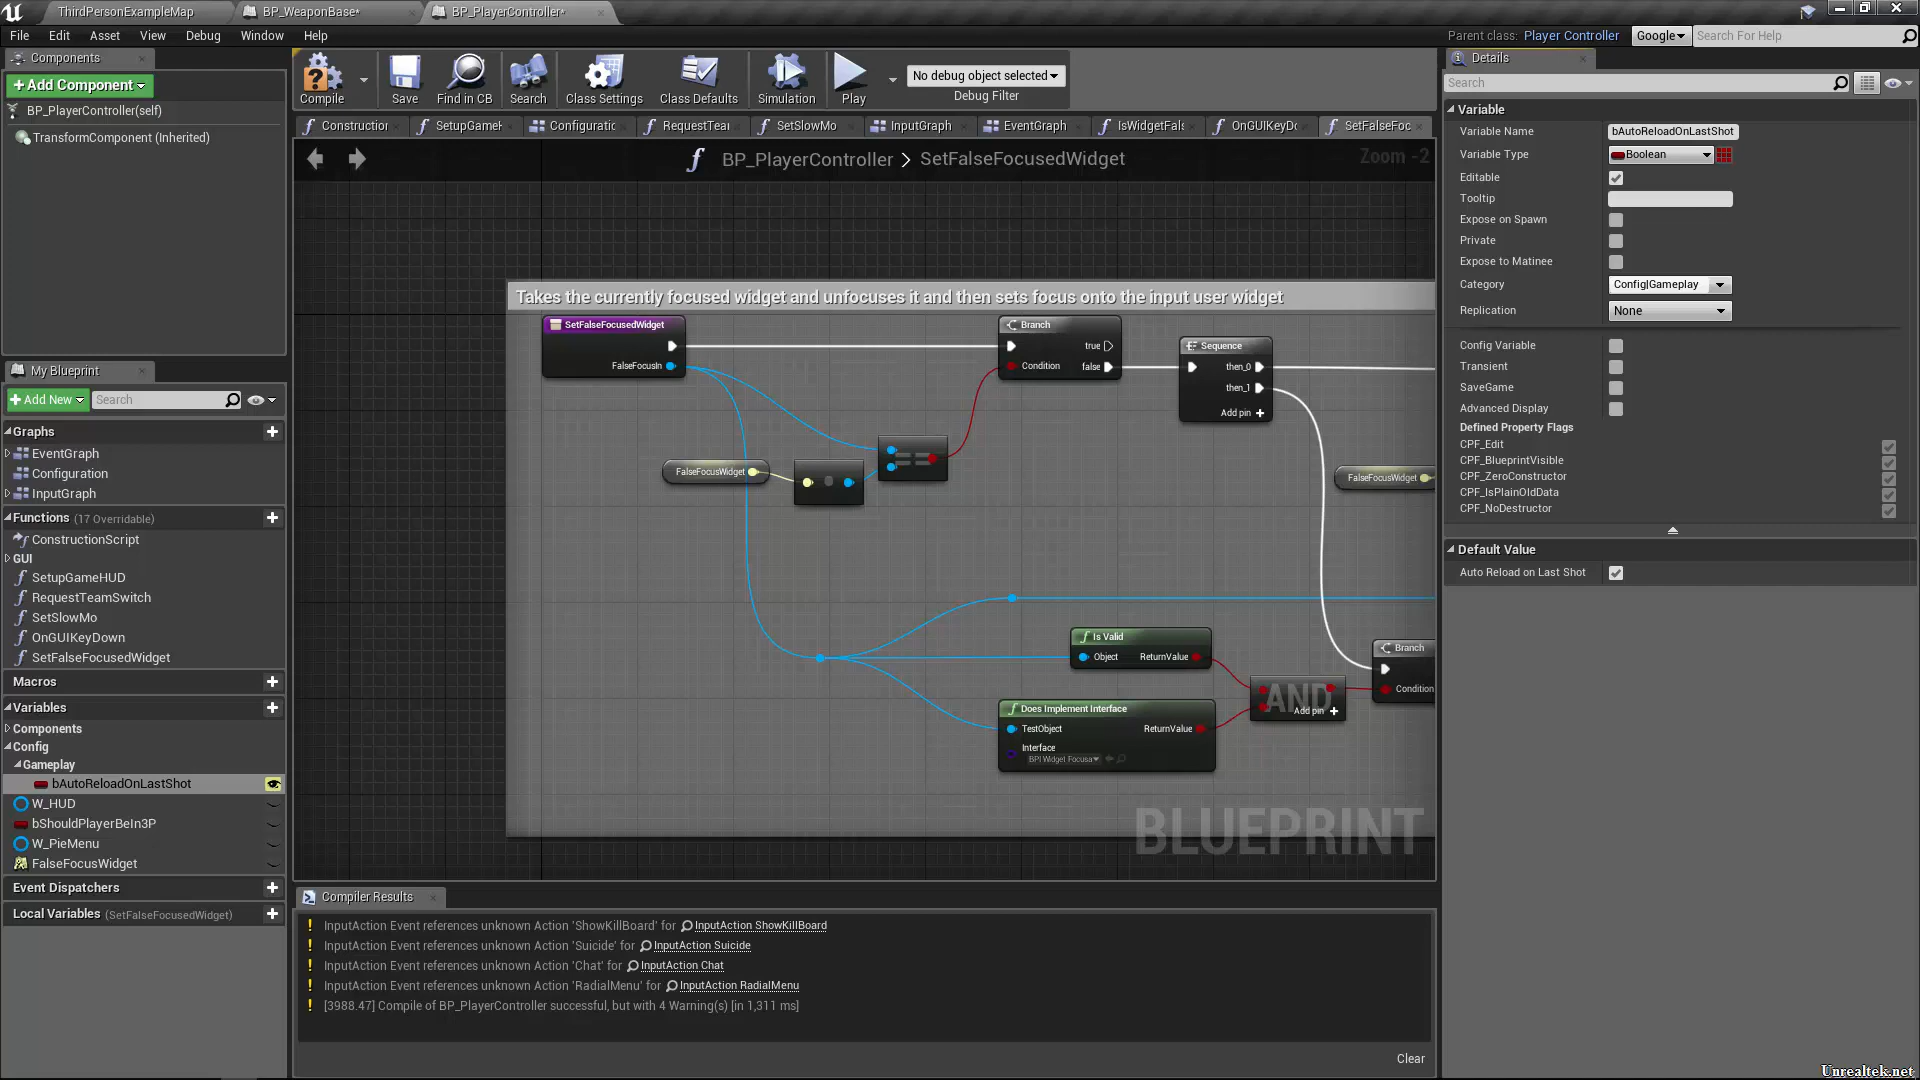 ThirdPersonExampleMap
BP_WeaponBase*
BP_PlayerController*
File Edit Asset View Debug Window Help
Parent class: Player Controller
Google
Search For Help
Components
+Add Component
BP_PlayerController(self)
TransformComponent (Inherited)
Compile
Save
Find in CB
Search
Class Settings
Class Defaults
Simulation
Play
No debug object selected
Debug Filter
Construction
SetupGameH
Configuratic
RequestTear
SetSlowMo
InputGraph
EventGraph
IsWidgetFals
OnGUIKeyDo
SetFalseFoc
BP_PlayerController > SetFalseFocusedWidget
Zoom -2
Takes the currently focused widget and unfocuses it and then sets focus onto the input user widget
SetFalseFocusedWidget
FalseFocusIn
Branch
true
Condition
false
Sequence
then_0
then_1
Add pin +
FalseFocusWidget
==
FalseFocusWidget
Is Valid
Object
ReturnValue
AND
Add pin +
Branch
Condition
Does Implement Interface
TestObject
ReturnValue
Interface
BPI Widget Focusa
BLUEPRINT
My Blueprint
+Add New
Search
Graphs
EventGraph
Configuration
InputGraph
Functions (17 Overridable)
ConstructionScript
GUI
SetupGameHUD
RequestTeamSwitch
SetSlowMo
OnGUIKeyDown
SetFalseFocusedWidget
Macros
Variables
Components
Config
Gameplay
bAutoReloadOnLastShot
W_HUD
bShouldPlayerBeIn3P
W_PieMenu
FalseFocusWidget
Event Dispatchers
Local Variables (SetFalseFocusedWidget)
Compiler Results
! InputAction Event references unknown Action 'ShowKillBoard' for InputAction ShowKillBoard
! InputAction Event references unknown Action 'Suicide' for InputAction Suicide
! InputAction Event references unknown Action 'Chat' for InputAction Chat
! InputAction Event references unknown Action 'RadialMenu' for InputAction RadialMenu
! [3988.47] Compile of BP_PlayerController successful, but with 4 Warning(s) [in 1,311 ms]
Clear
Details
Search
Variable
Variable Name bAutoReloadOnLastShot
Variable Type Boolean
Editable
Tooltip
Expose on Spawn
Private
Expose to Matinee
Category Config|Gameplay
Replication None
Config Variable
Transient
SaveGame
Advanced Display
Defined Property Flags
CPF_Edit
CPF_BlueprintVisible
CPF_ZeroConstructor
CPF_IsPlainOldData
CPF_NoDestructor
Default Value
Auto Reload on Last Shot
Unrealtek.net